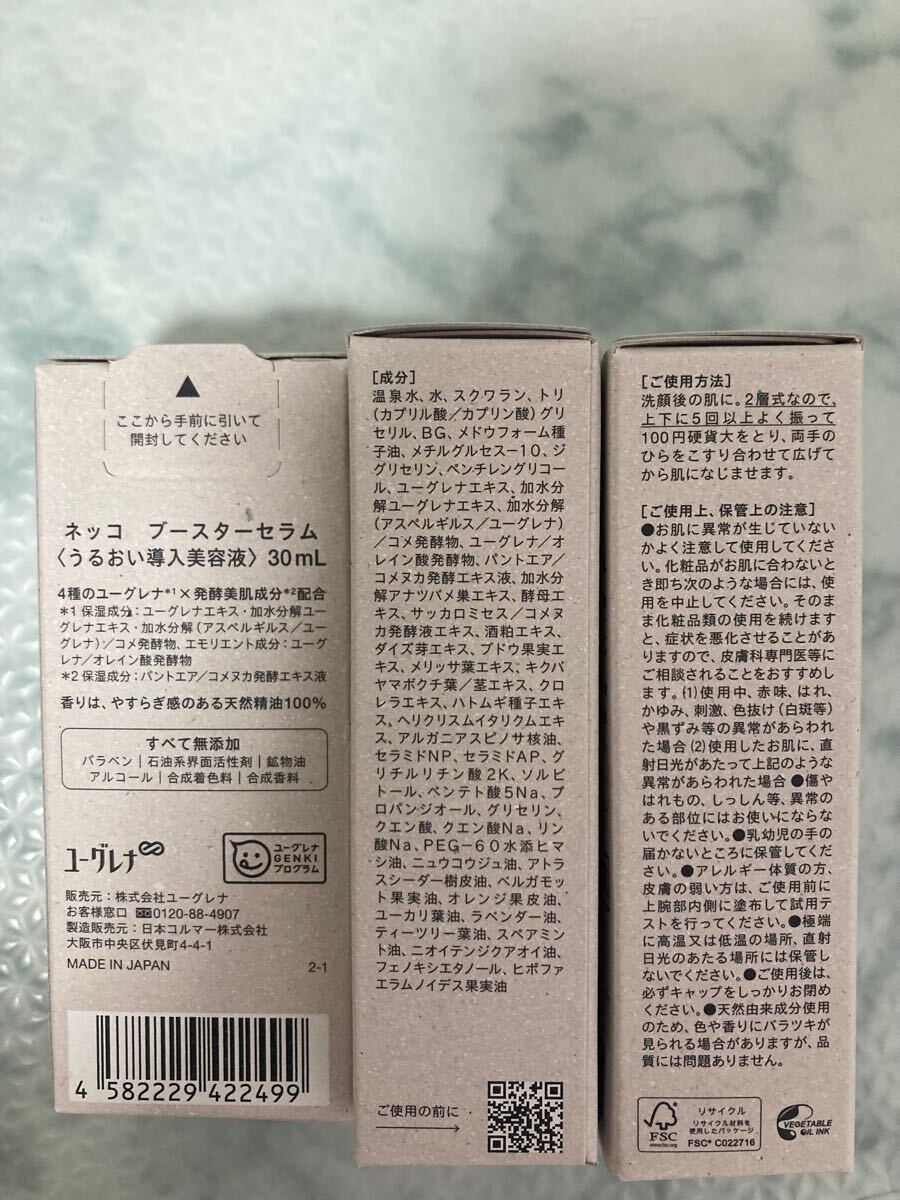 ▲
ここから手前に引いて
開封してください
ネッコ ブースターセラム
〈うるおい導入美容液〉30mL
4種のユーグレナ*1×発酵美肌成分*2配合
*1 保湿成分:ユーグレナエキス・加水分解ユー
グレナエキス・加水分解(アスペルギルス/ユー
グレナ)/コメ発酵物、エモリエント成分:ユーグ
レナ/オレイン酸発酵物
*2 保湿成分:パントエア/コメヌカ発酵エキス液
香りは、やすらぎ感のある天然精油100%
すべて無添加
パラベン|石油系界面活性剤|鉱物油
アルコール|合成着色料|合成香料
ユーグレナ
ユーグレナ
GENKI
プログラム
販売元:株式会社ユーグレナ
お客様窓口 0120-88-4907
製造販売元:日本コルマー株式会社
大阪市中央区伏見町4-4-1
MADE IN JAPAN 2-1
4 582229 422499
[成分]
温泉水、水、スクワラン、トリ
(カプリル酸/カプリン酸)グリ
セリル、BG、メドウフォーム種
子油、メチルグルセス-10、ジ
グリセリン、ペンチレングリコー
ル、ユーグレナエキス、加水分
解ユーグレナエキス、加水分解
(アスペルギルス/ユーグレナ)
/コメ発酵物、ユーグレナ/オ
レイン酸発酵物、パントエア/
コメヌカ発酵エキス液、加水分
解アナツバメ巣エキス、酵母エ
キス、サッカロミセス/コメヌ
カ発酵液エキス、酒粕エキス、
ダイズ芽エキス、ブドウ果実エ
キス、メリッサ葉エキス、キクバ
ヤマボクチ葉/茎エキス、クロ
レラエキス、ハトムギ種子エキ
ス、ヘリクリスムイタリクムエキ
ス、アルガニアスピノサ核油、
セラミドNP、セラミドAP、グ
リチルリチン酸2K、ソルビ
トール、ペンテト酸5Na、プ
ロパンジオール、グリセリン、
クエン酸、クエン酸Na、リン
酸Na、PEG-60水添ヒマ
シ油、ニュウコウジュ油、アトラ
スシーダー樹皮油、ベルガモッ
ト果実油、オレンジ果皮油、
ユーカリ葉油、ラベンダー油、
ティーツリー葉油、スペアミン
ト油、ニオイテンジクアオイ油、
フェノキシエタノール、ヒポファ
エラムノイデス果実油
ご使用の前に
[ご使用方法]
洗顔後の肌に。2層式なので、
上下に5回以上よく振って
100円硬貨大をとり、両手の
ひらをこすり合わせて広げて
から肌になじませます。
[ご使用上、保管上の注意]
●お肌に異常が生じていない
かよく注意して使用してくだ
さい。化粧品がお肌に合わないと
き即ち次のような場合には、使
用を中止してください。そのまま
化粧品類の使用を続けます
と、症状を悪化させることがあり
ますので、皮膚科専門医等に
ご相談されることをおすすめし
ます。(1)使用中、赤味、はれ、
かゆみ、刺激、色抜け(白斑等)
や黒ずみ等の異常があらわれ
た場合(2)使用したお肌に、直
射日光があたって上記のような
異常があらわれた場合 ●傷や
はれもの、しっしん等、異常の
ある部位にはお使いにならな
いでください。●乳幼児の手の
届かないところに保管してくだ
さい。●アレルギー体質の方、
皮膚の弱い方は、ご使用前に
上腕部内側に塗布して試用テ
ストを行ってください。●極端
に高温又は低温の場所、直射
日光のあたる場所には保管し
ないでください。●ご使用後は、
必ずキャップをしっかりお閉め
ください。●天然由来成分使用
のため、色や香りにバラツキが
見られる場合がありますが、品
質には問題ありません。
FSC
www.fsc.org
リサイクル
リサイクル材料を
使用したパッケージ
FSC® C022716
VEGETABLE
OIL INK